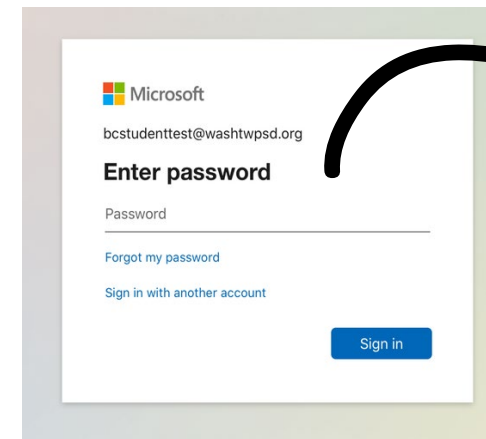 Microsoft
bcstudenttest@washtwpsd.org
Enter password
Password
Forgot my password
Sign in with another account
Sign in